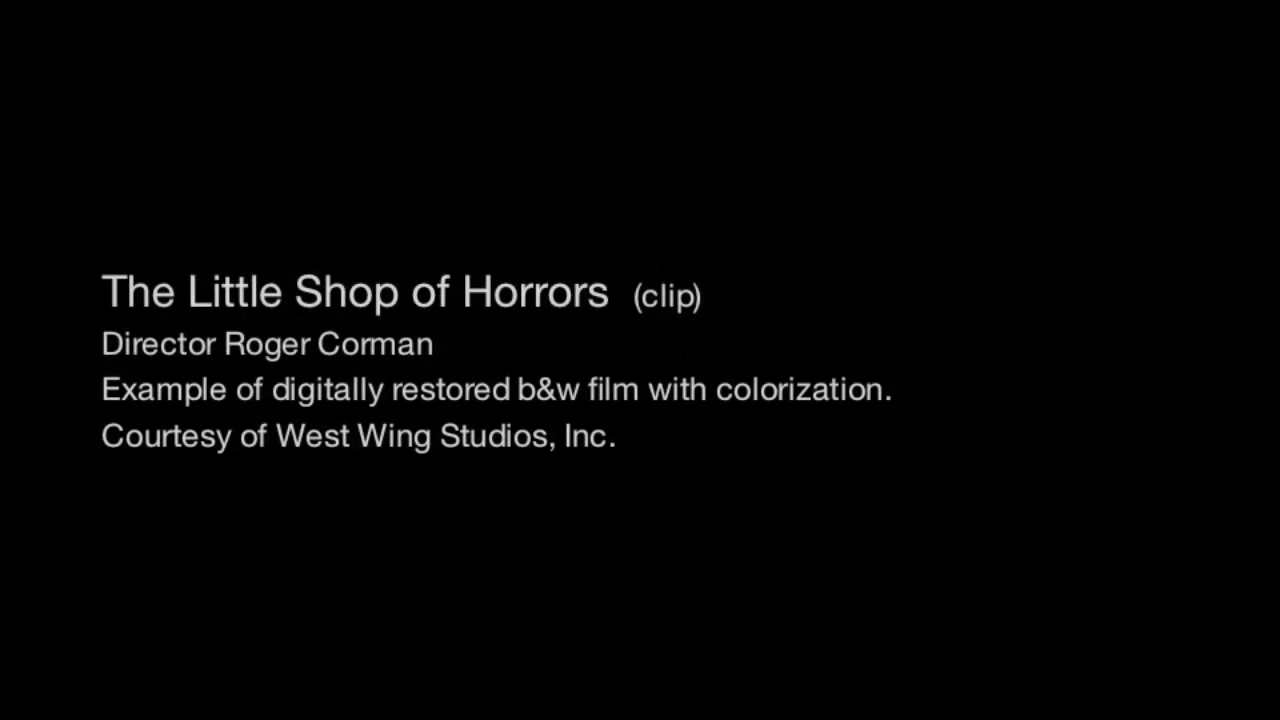 The Little Shop of Horrors (clip)
Director Roger Corman
Example of digitally restored b&w film with colorization.
Courtesy of West Wing Studios, Inc.